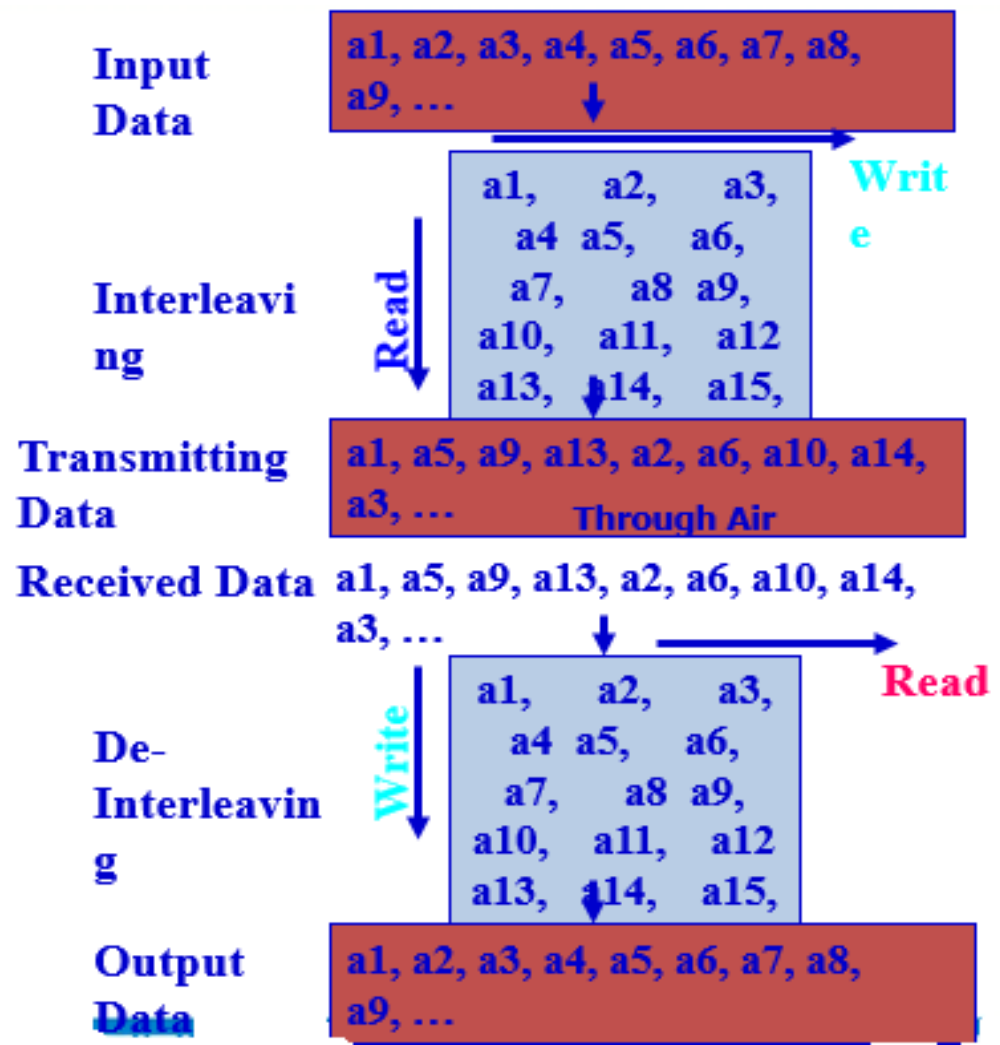 Input
Data
a1, a2, a3, a4, a5, a6, a7, a8,
a9, …
Writ
e
Interleavi
ng
Read
a1, a2, a3,
a4 a5, a6,
a7, a8 a9,
a10, a11, a12
a13, a14, a15,
Transmitting
Data
a1, a5, a9, a13, a2, a6, a10, a14,
a3, …
Through Air
Received Data
a1, a5, a9, a13, a2, a6, a10, a14,
a3, …
Read
De-
Interleavin
g
Write
a1, a2, a3,
a4 a5, a6,
a7, a8 a9,
a10, a11, a12
a13, a14, a15,
Output
Data
a1, a2, a3, a4, a5, a6, a7, a8,
a9, …